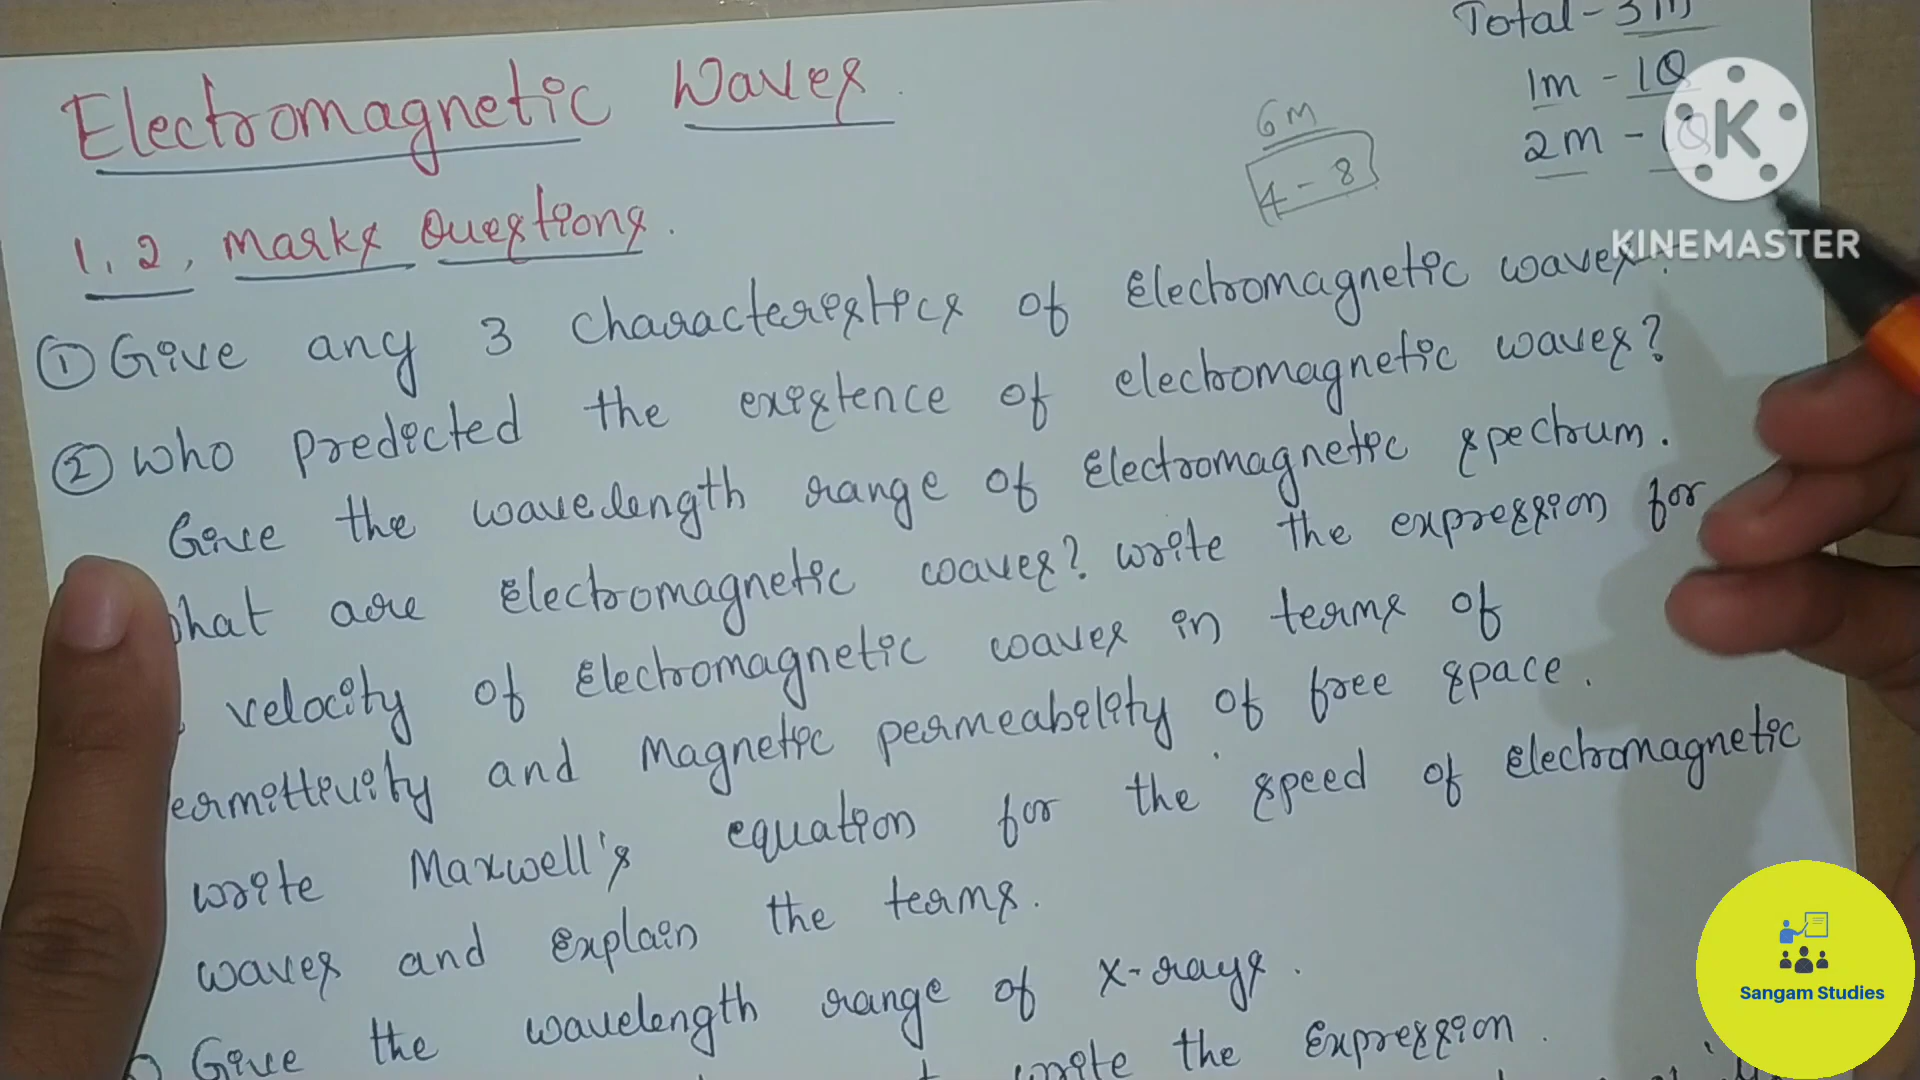 Total - 3m
1m - 1Q
2m - 1Q
6m
4 - 8
Electromagnetic Waves
1, 2, Marks Questions.
① Give any 3 characteristics of Electromagnetic waves?
② Who predicted the existence of electromagnetic waves?
Give the wavelength range of Electromagnetic spectrum.
hat are Electromagnetic waves? write the expression for
velocity of Electromagnetic waves in terms of
ermittivity and Magnetic permeability of free space.
write Maxwell's equation for the speed of Electromagnetic
waves and explain the terms.
Give the wavelength range of X-rays.
write the Expression.
KINEMASTER
Sangam Studies